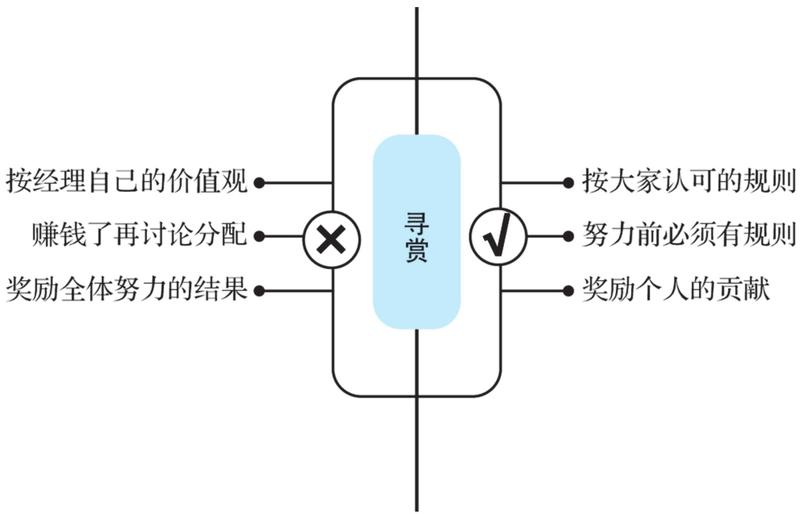 按经理自己的价值观
赚钱了再讨论分配
奖励全体努力的结果
寻赏
按大家认可的规则
努力前必须有规则
奖励个人的贡献